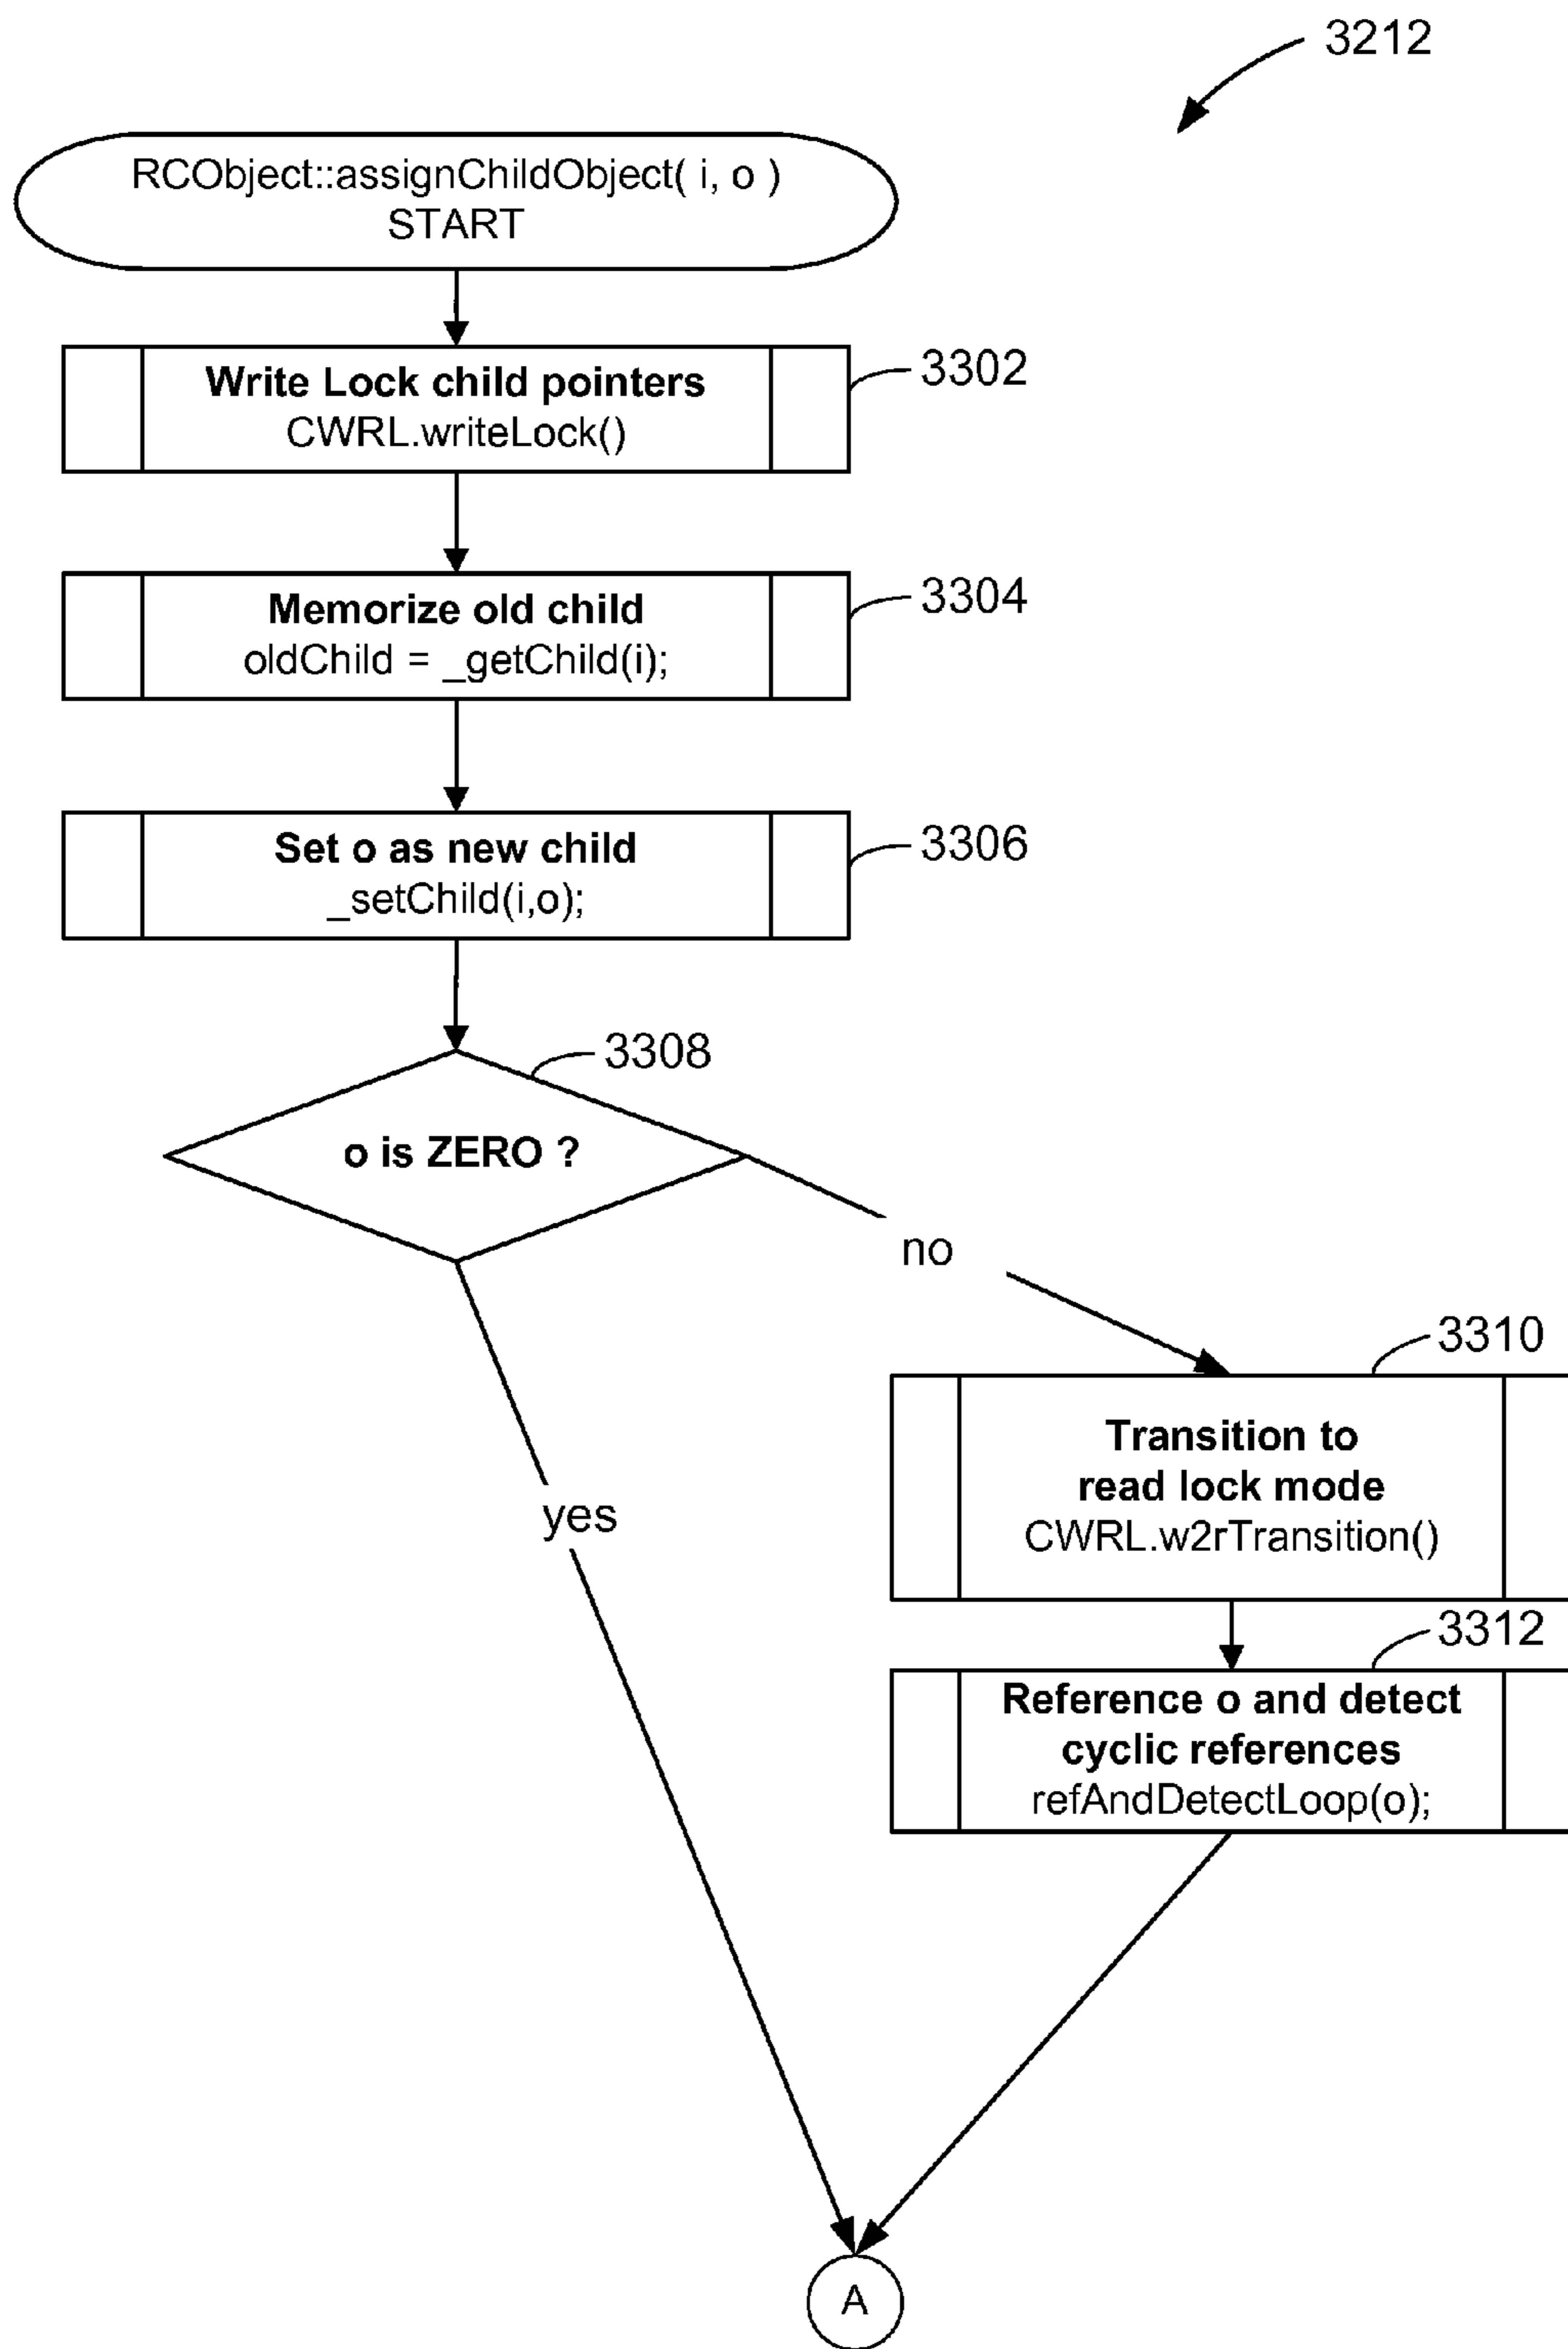 3212
RCObject::assignChildObject( i, o )
START
Write Lock child pointers
CWRL.writeLock()
3302
Memorize old child
oldChild = _getChild(i);
3304
Set o as new child
_setChild(i,o);
3306
3308
o is ZERO ?
no
3310
Transition to
read lock mode
CWRL.w2rTransition()
yes
3312
Reference o and detect
cyclic references
refAndDetectLoop(o);
A